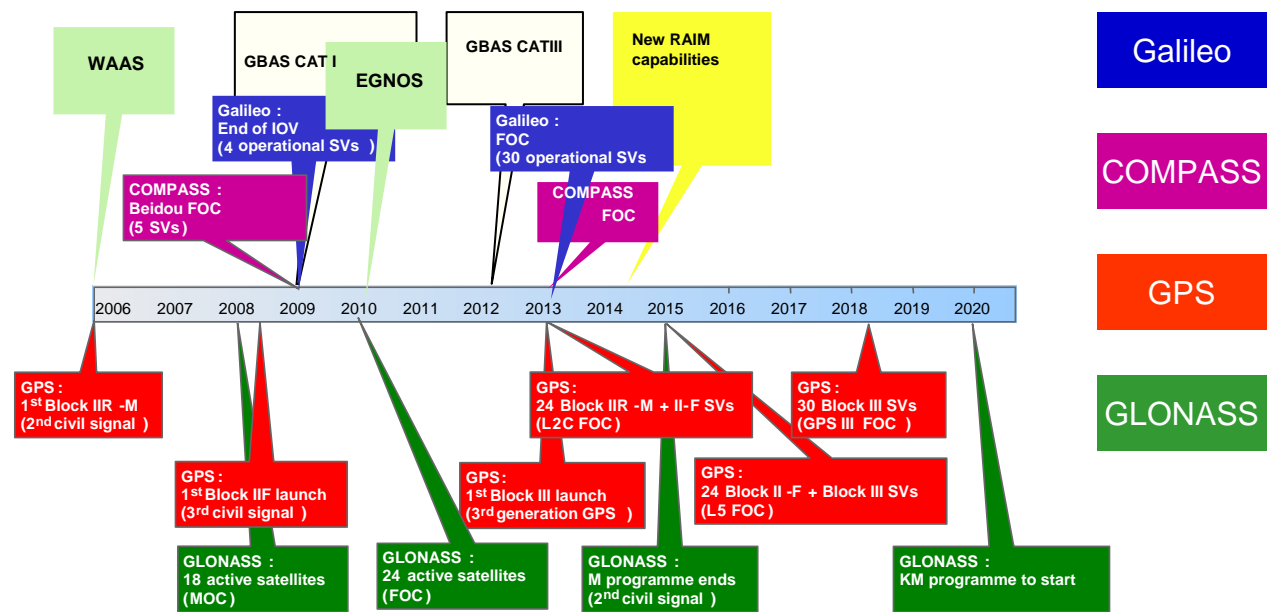 WAAS
GBAS CAT I
EGNOS
GBAS CATIII
New RAIM
capabilities
Galileo :
End of IOV
(4 operational SVs )
Galileo :
FOC
(30 operational SVs
COMPASS :
Beidou FOC
(5 SVs)
COMPASS
FOC
2006 2007 2008 2009 2010 2011 2012 2013 2014 2015 2016 2017 2018 2019 2020
GPS :
1st Block IIR -M
(2nd civil signal )
GPS :
24 Block IIR -M + II-F SVs
(L2C FOC)
GPS :
30 Block III SVs
(GPS III FOC )
GPS :
1st Block IIF launch
(3rd civil signal )
GPS :
1st Block III launch
(3rd generation GPS )
GPS :
24 Block II -F + Block III SVs
(L5 FOC)
GLONASS :
18 active satellites
(MOC)
GLONASS :
24 active satellites
(FOC)
GLONASS :
M programme ends
(2nd civil signal )
GLONASS :
KM programme to start
Galileo
COMPASS
GPS
GLONASS